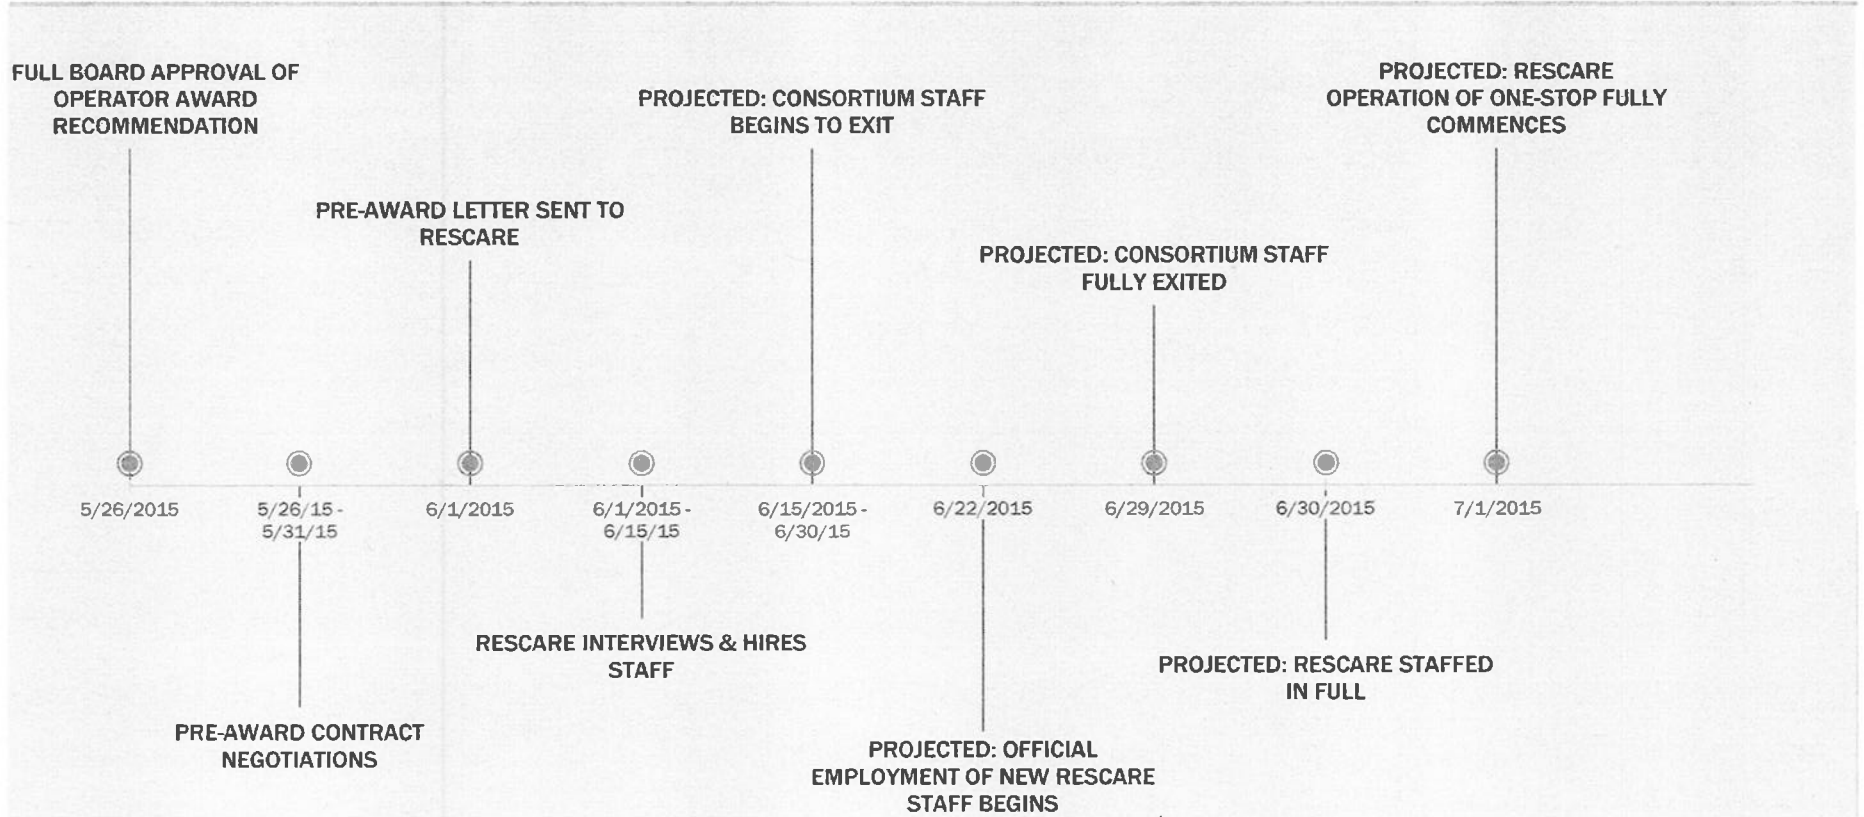 FULL BOARD APPROVAL OF
OPERATOR AWARD
RECOMMENDATION
PROJECTED: CONSORTIUM STAFF
BEGINS TO EXIT
PROJECTED: RESCARE
OPERATION OF ONE-STOP FULLY
COMMENCES
PRE-AWARD LETTER SENT TO
RESCARE
PROJECTED: CONSORTIUM STAFF
FULLY EXITED
5/26/2015
5/26/15 -
5/31/15
6/1/2015
6/1/2015 -
6/15/15
6/15/2015 -
6/30/15
6/22/2015
6/29/2015
6/30/2015
7/1/2015
RESCARE INTERVIEWS & HIRES
STAFF
PROJECTED: RESCARE STAFFED
IN FULL
PRE-AWARD CONTRACT
NEGOTIATIONS
PROJECTED: OFFICIAL
EMPLOYMENT OF NEW RESCARE
STAFF BEGINS